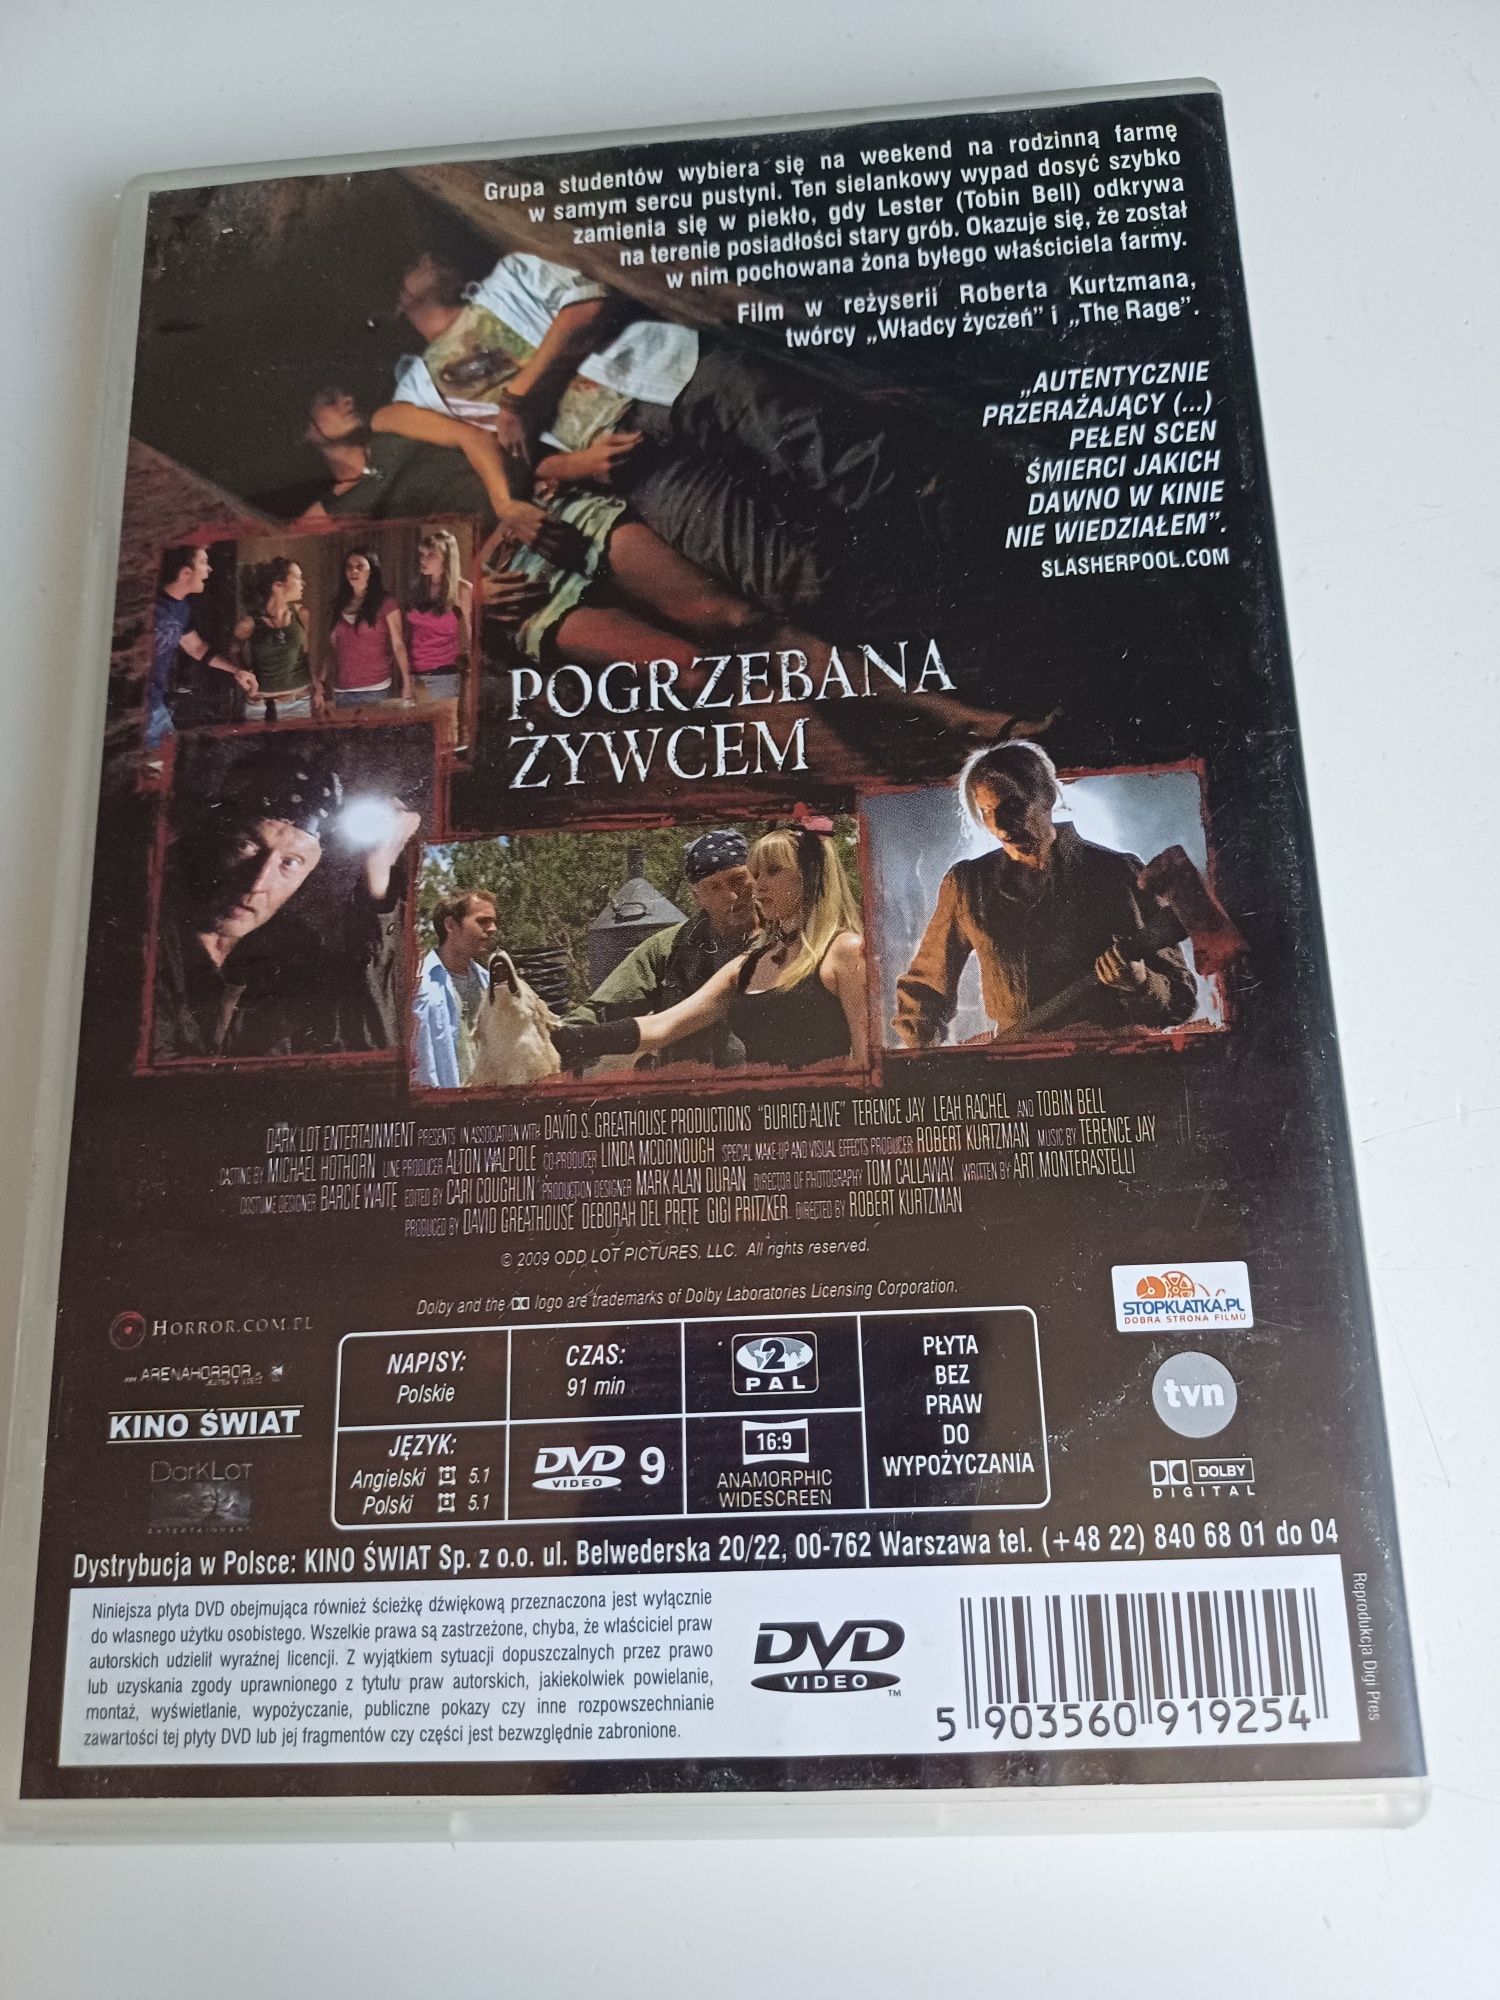 Grupa studentów wybiera się na weekend na rodzinną farmę
w samym sercu pustyni. Ten sielankowy wypad dosyć szybko
zamienia się w piekło, gdy Lester (Tobin Bell) odkrywa
na terenie posiadłości stary grób. Okazuje się, że został
w nim pochowana żona byłego właściciela farmy.
Film w reżyserii Roberta Kurtzmana,
twórcy „Władcy życzeń” i „The Rage”.
„AUTENTYCZNIE
PRZERAŻAJĄCY (...)
PEŁEN SCEN
ŚMIERCI JAKICH
DAWNO W KINIE
NIE WIEDZIAŁEM”.
SLASHERPOOL.COM
POGRZEBANA
ŻYWCEM
DARK LOT ENTERTAINMENT PRESENTS IN ASSOCIATION WITH DAVID S. GREATHOUSE PRODUCTIONS "BURIED ALIVE" TERENCE JAY LEAH RACHEL AND TOBIN BELL
CASTING BY MICHAEL HOTHORN LINE PRODUCER ALTON WALPOLE CO-PRODUCER LINDA MCDONOUGH SPECIAL MAKE-UP AND VISUAL EFFECTS PRODUCER ROBERT KURTZMAN MUSIC BY TERENCE JAY
COSTUME DESIGNER BARCIE WAITE EDITED BY CARI COUGHLIN PRODUCTION DESIGNER MARK ALAN DURAN DIRECTOR OF PHOTOGRAPHY TOM CALLAWAY WRITTEN BY ART MONTERASTELLI
PRODUCED BY DAVID GREATHOUSE DEBORAH DEL PRETE GIGI PRITZKER DIRECTED BY ROBERT KURTZMAN
© 2009 ODD LOT PICTURES, LLC. All rights reserved.
Dolby and the logo are trademarks of Dolby Laboratories Licensing Corporation.
HORROR.COM.PL
ARENAHORROR
KINO ŚWIAT
DARKLOT
ENTERTAINMENT
NAPISY:
Polskie
CZAS:
91 min
2
PAL
JĘZYK:
Angielski 5.1
Polski 5.1
DVD VIDEO 9
16:9
ANAMORPHIC
WIDESCREEN
PŁYTA
BEZ
PRAW
DO
WYPOŻYCZANIA
STOPKLATKA.PL
DOBRA STRONA FILMU
tvn
DOLBY
DIGITAL
Dystrybucja w Polsce: KINO ŚWIAT Sp. z o.o. ul. Belwederska 20/22, 00-762 Warszawa tel. (+48 22) 840 68 01 do 04
Niniejsza płyta DVD obejmująca również ścieżkę dźwiękową przeznaczona jest wyłącznie
do własnego użytku osobistego. Wszelkie prawa są zastrzeżone, chyba, że właściciel praw
autorskich udzielił wyraźnej licencji. Z wyjątkiem sytuacji dopuszczalnych przez prawo
lub uzyskania zgody uprawnionego z tytułu praw autorskich, jakiekolwiek powielanie,
montaż, wyświetlanie, wypożyczanie, publiczne pokazy czy inne rozpowszechnianie
zawartości tej płyty DVD lub jej fragmentów czy części jest bezwzględnie zabronione.
DVD
VIDEO
TM
5 903560 919254
Reprodukcja Digi Pres